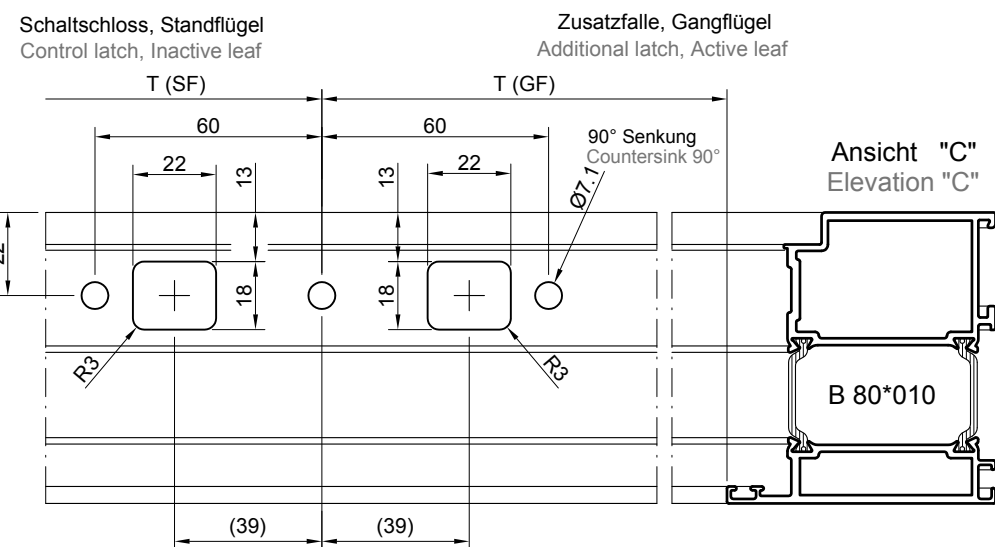 Schaltschloss, Standflügel
Control latch, Inactive leaf
Zusatzfalle, Gangflügel
Additional latch, Active leaf
T (SF)
T (GF)
60
60
90° Senkung
Countersink 90°
Ansicht "C"
Elevation "C"
22
13
13
22
Ø7.1
22
18
18
R3
R3
B 80*010
(39)
(39)